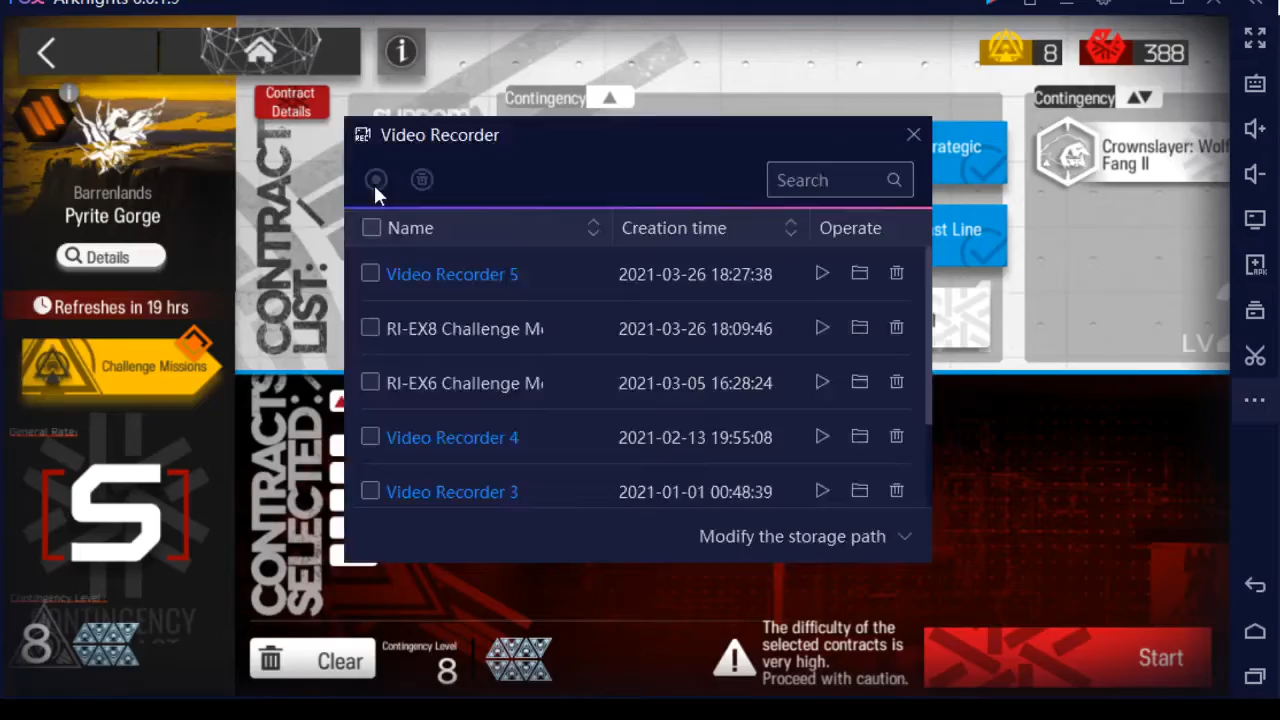 8
388
Contract
Details
Contingency
Contingency
Crownslayer: Wolf
Fang II
Barrenlands
Pyrite Gorge
Details
Refreshes in 19 hrs
Challenge Missions
General Rate:
S
Contingency Level
8
CONTRACT
LIST:
Video Recorder
Search
Name
Creation time
Operate
Video Recorder 5
2021-03-26 18:27:38
RI-EX8 Challenge Mo
2021-03-26 18:09:46
RI-EX6 Challenge Mo
2021-03-05 16:28:24
Video Recorder 4
2021-02-13 19:55:08
Video Recorder 3
2021-01-01 00:48:39
Modify the storage path
LV
CONTRACTS
SELECTED:
Clear
Contingency Level
8
The difficulty of the
selected contracts is
very high.
Proceed with caution.
Start